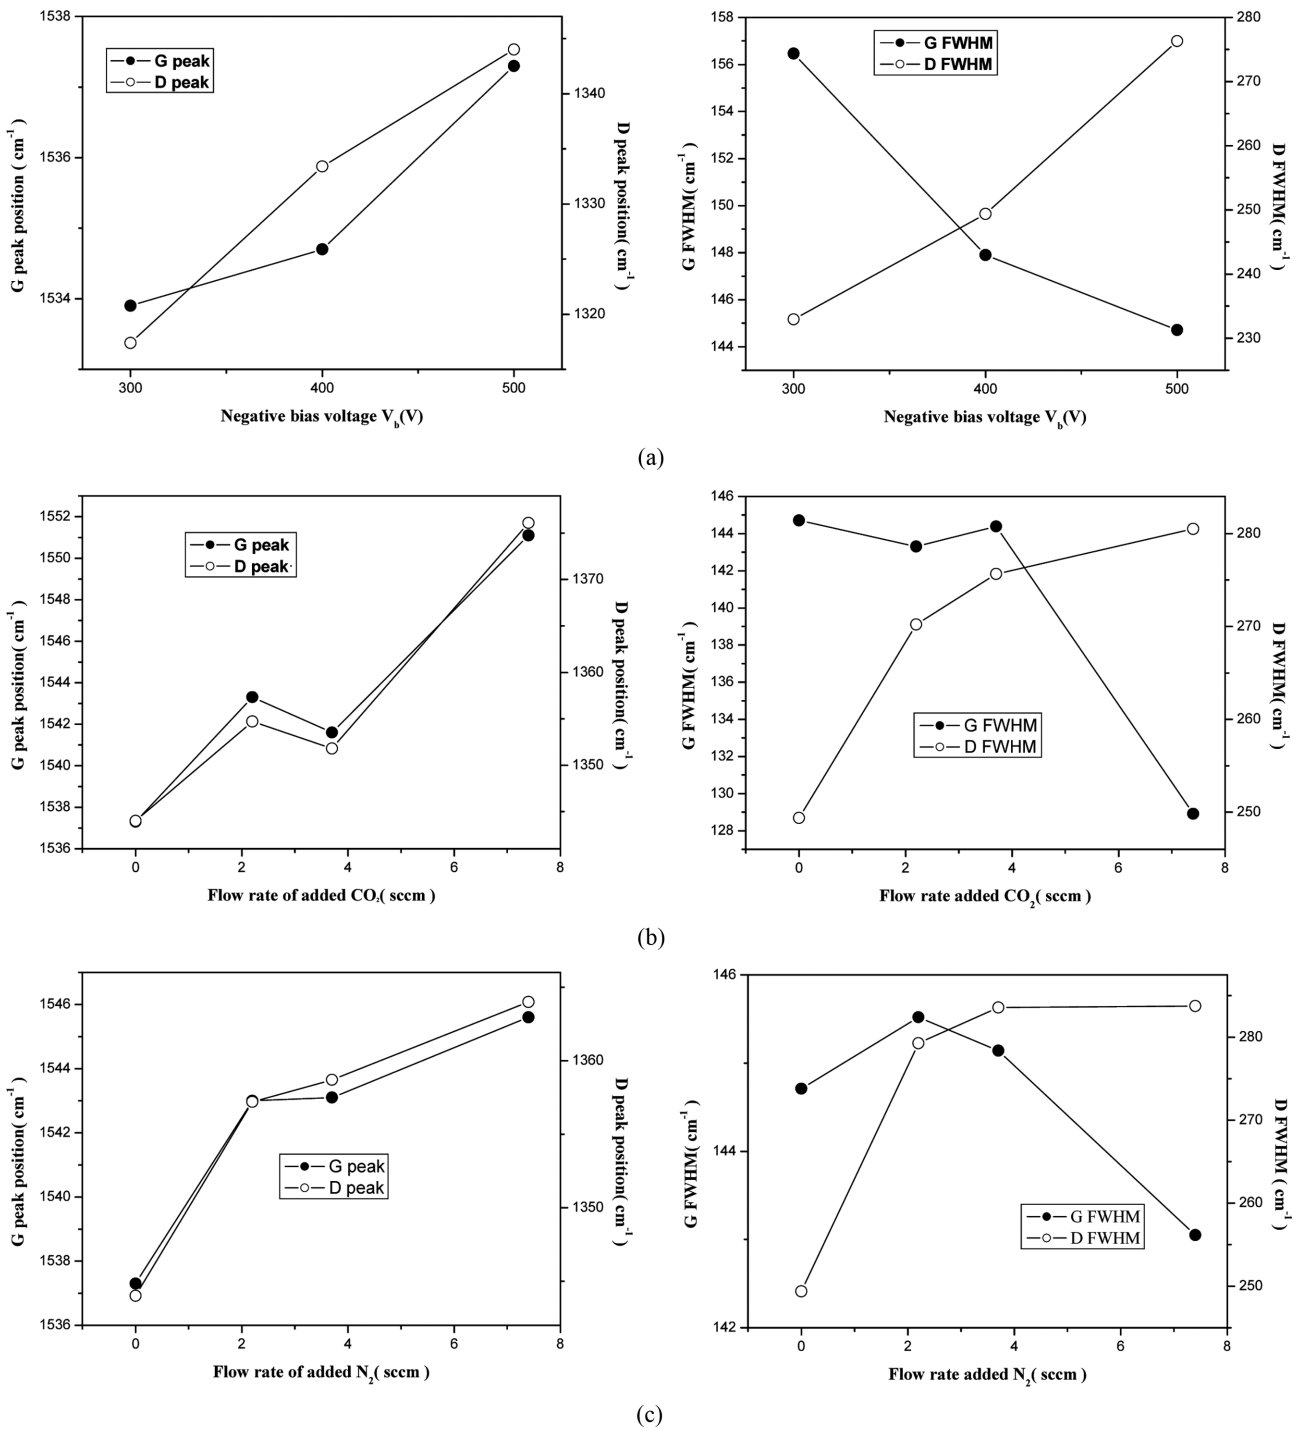 1538
1536
1534
G peak position ( cm⁻¹ )
G peak
D peak
1340
1330
1320
D peak position( cm⁻¹ )
300 400 500
Negative bias voltage V_b(V)
158
156
154
152
150
148
146
144
G FWHM( cm⁻¹ )
G FWHM
D FWHM
280
270
260
250
240
230
D FWHM( cm⁻¹ )
300 400 500
Negative bias voltage V_b(V)
(a)
1552
1550
1548
1546
1544
1542
1540
1538
1536
G peak position( cm⁻¹ )
G peak
D peak
1370
1360
1350
D peak position( cm⁻¹ )
0 2 4 6 8
Flow rate of added CO₂( sccm )
146
144
142
140
138
136
134
132
130
128
G FWHM( cm⁻¹ )
G FWHM
D FWHM
280
270
260
250
D FWHM( cm⁻¹ )
0 2 4 6 8
Flow rate added CO₂( sccm )
(b)
1546
1544
1542
1540
1538
1536
G peak position( cm⁻¹ )
G peak
D peak
1360
1350
D peak position( cm⁻¹ )
0 2 4 6 8
Flow rate of added N₂( sccm )
146
144
142
G FWHM( cm⁻¹ )
G FWHM
D FWHM
280
270
260
250
D FWHM ( cm⁻¹ )
0 2 4 6 8
Flow rate added N₂( sccm )
(c)